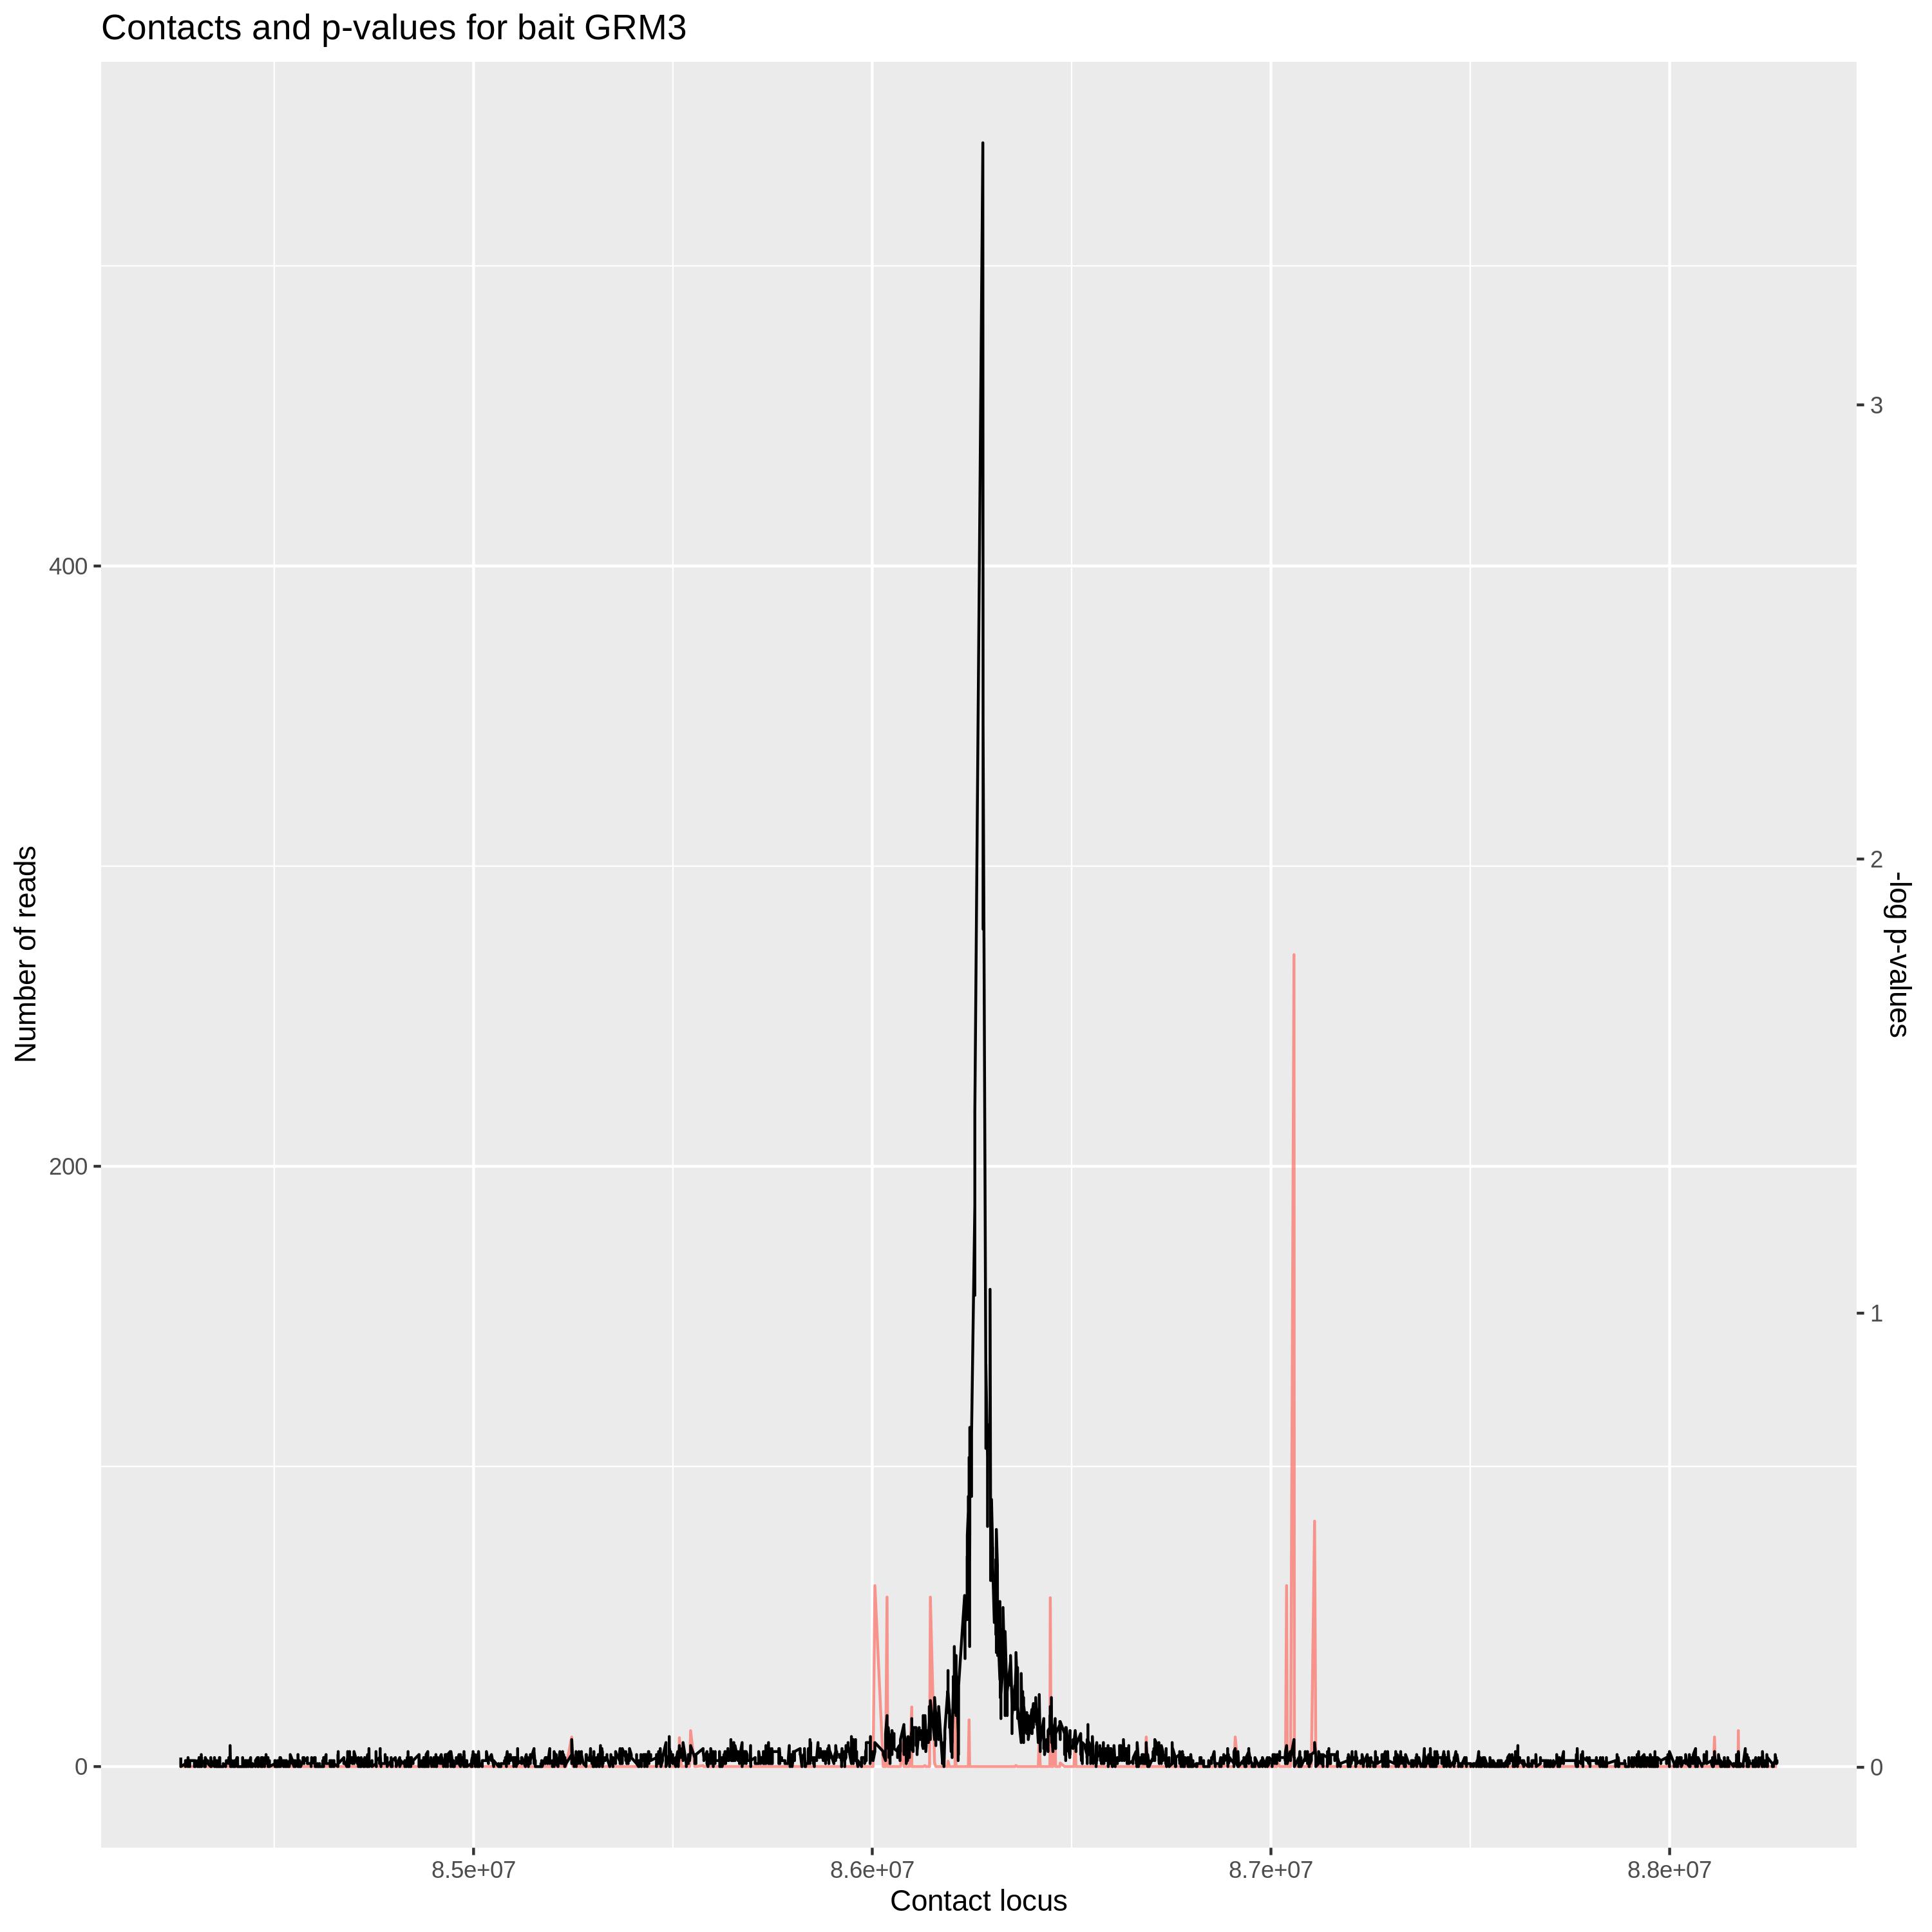 Contacts and p-values for bait GRM3
Number of reads
400
200
0
3
2
1
0
-log p-values
8.5e+07
8.6e+07
8.7e+07
8.8e+07
Contact locus